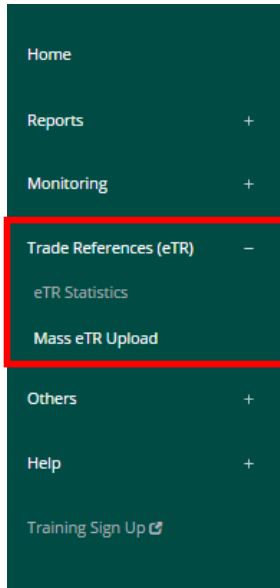 Home
Reports +
Monitoring +
Trade References (eTR) −
eTR Statistics
Mass eTR Upload
Others +
Help +
Training Sign Up